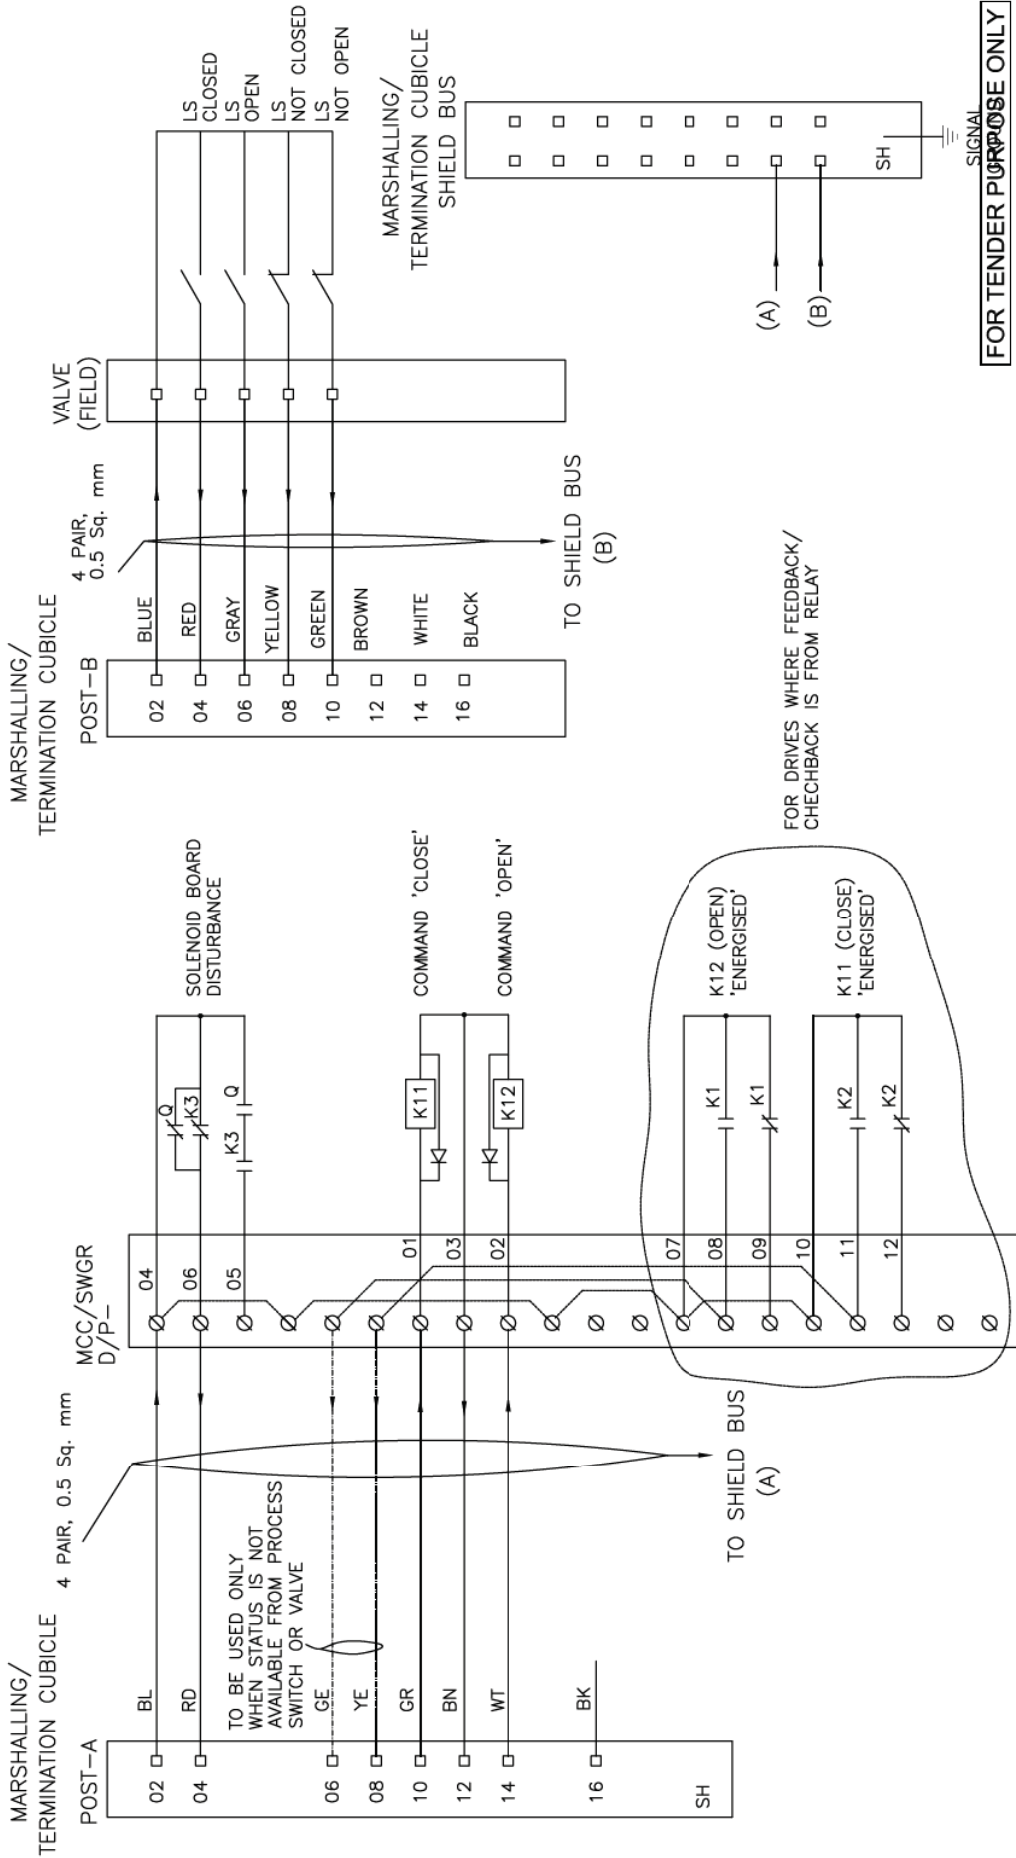 MARSHALLING/
TERMINATION CUBICLE
POST-A
02
04
06
08
10
12
14
16
SH
BL
RD
GE
YE
GR
BN
WT
BK
TO BE USED ONLY
WHEN STATUS IS NOT
AVAILABLE FROM PROCESS
SWITCH OR VALVE
4 PAIR, 0.5 Sq. mm
TO SHIELD BUS
(A)
MCC/SWGR
D/P-
04
06
05
01
03
02
07
08
09
10
11
12
Q
K3
K3
Q
SOLENOID BOARD
DISTURBANCE
K11
COMMAND 'CLOSE'
K12
COMMAND 'OPEN'
K1
K1
K12 (OPEN)
'ENERGISED'
K2
K2
K11 (CLOSE)
'ENERGISED'
FOR DRIVES WHERE FEEDBACK/
CHECHBACK IS FROM RELAY
MARSHALLING/
TERMINATION CUBICLE
POST-B
02
04
06
08
10
12
14
16
BLUE
RED
GRAY
YELLOW
GREEN
BROWN
WHITE
BLACK
4 PAIR,
0.5 Sq. mm
TO SHIELD BUS
(B)
VALVE
(FIELD)
LS
CLOSED
LS
OPEN
LS
NOT CLOSED
LS
NOT OPEN
MARSHALLING/
TERMINATION CUBICLE
SHIELD BUS
(A)
(B)
SH
SIGNAL
FOR TENDER PURPOSE ONLY